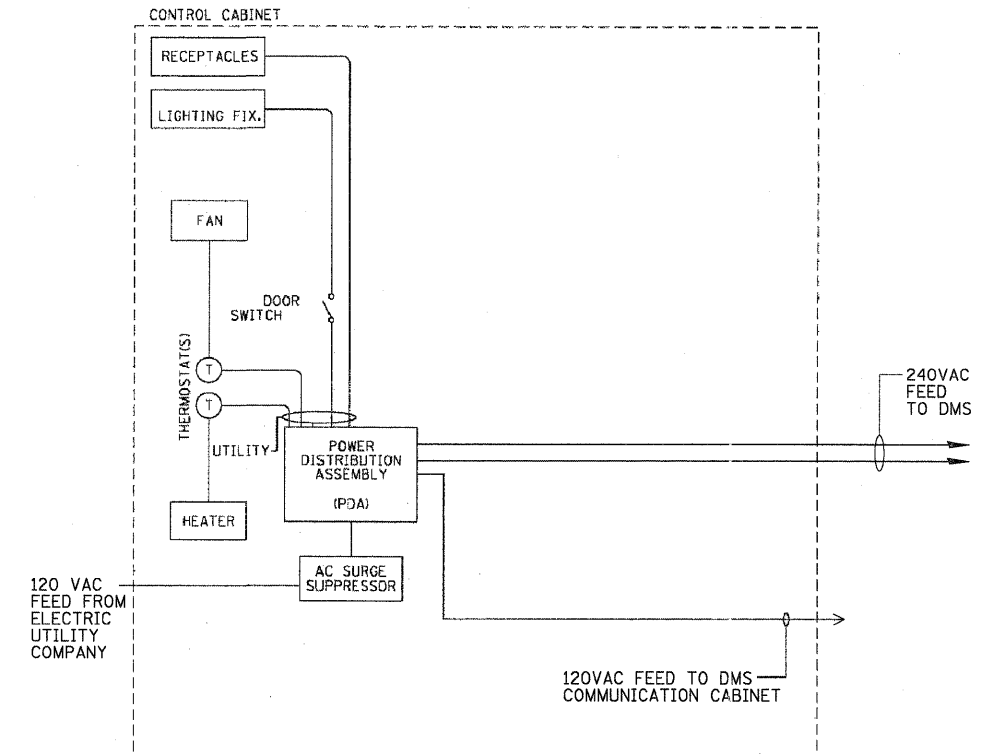 CONTROL CABINET
RECEPTACLES
LIGHTING FIX.
FAN
DOOR
SWITCH
THERMOSTAT(S)
T
T
240VAC
FEED
TO DMS
UTILITY
POWER
DISTRIBUTION
ASSEMBLY
(PDA)
HEATER
AC SURGE
SUPPRESSOR
120 VAC
FEED FROM
ELECTRIC
UTILITY
COMPANY
120VAC FEED TO DMS
COMMUNICATION CABINET